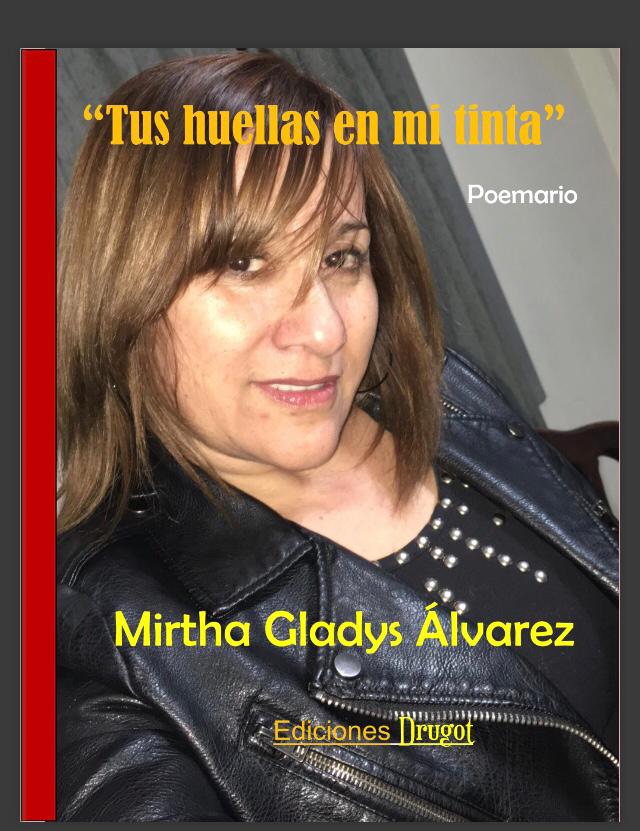 “Tus huellas en mi tinta”
Poemario
Mirtha Gladys Álvarez
Ediciones Drugot